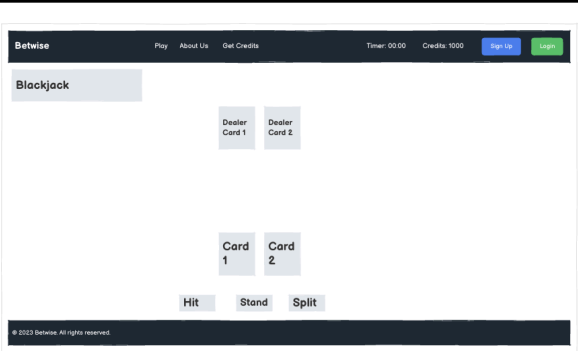 Betwise Play About Us Get Credits Timer: 00:00 Credits: 1000 Sign Up Login
Blackjack
Dealer Card 1
Dealer Card 2
Card 1
Card 2
Hit Stand Split
© 2023 Betwise. All rights reserved.